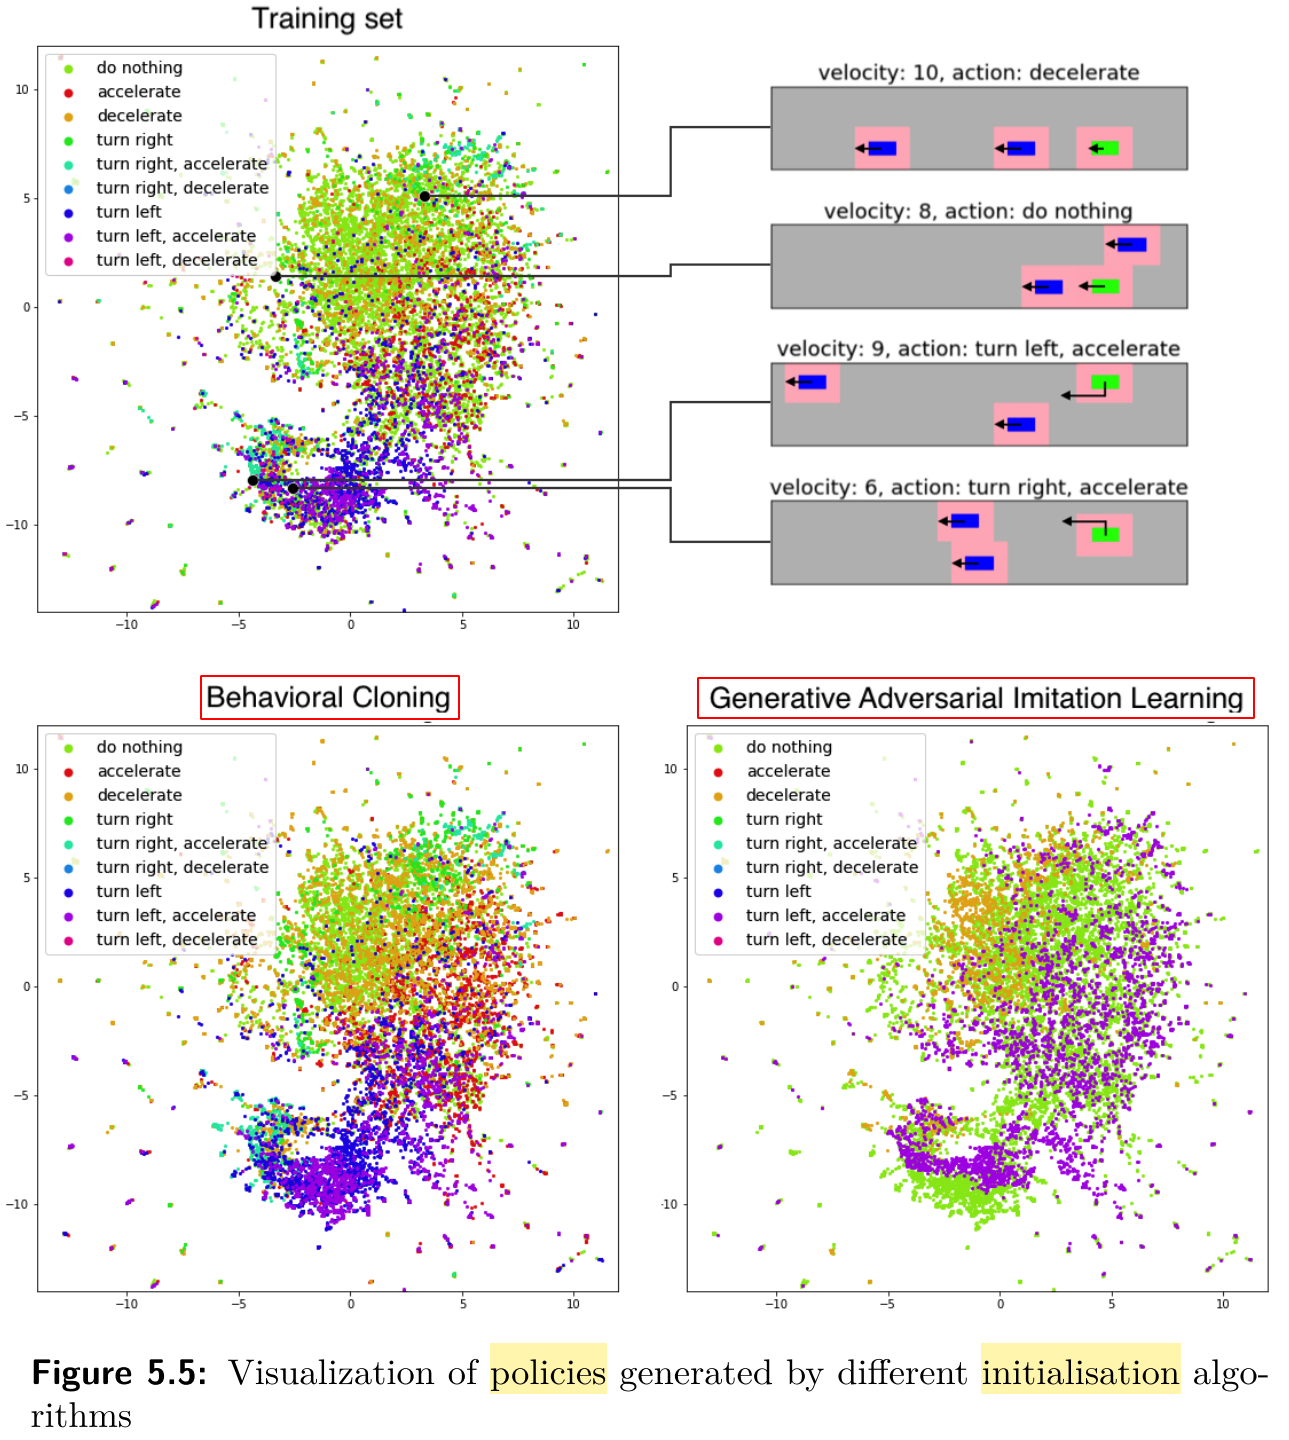 Training set
do nothing
accelerate
decelerate
turn right
turn right, accelerate
turn right, decelerate
turn left
turn left, accelerate
turn left, decelerate
10
5
0
−5
−10
−10
−5
0
5
10
velocity: 10, action: decelerate
velocity: 8, action: do nothing
velocity: 9, action: turn left, accelerate
velocity: 6, action: turn right, accelerate
Behavioral Cloning
do nothing
accelerate
decelerate
turn right
turn right, accelerate
turn right, decelerate
turn left
turn left, accelerate
turn left, decelerate
10
5
0
−5
−10
−10
−5
0
5
10
Generative Adversarial Imitation Learning
do nothing
accelerate
decelerate
turn right
turn right, accelerate
turn right, decelerate
turn left
turn left, accelerate
turn left, decelerate
10
5
0
−5
−10
−10
−5
0
5
10
Figure 5.5: Visualization of policies generated by different initialisation algo-
rithms